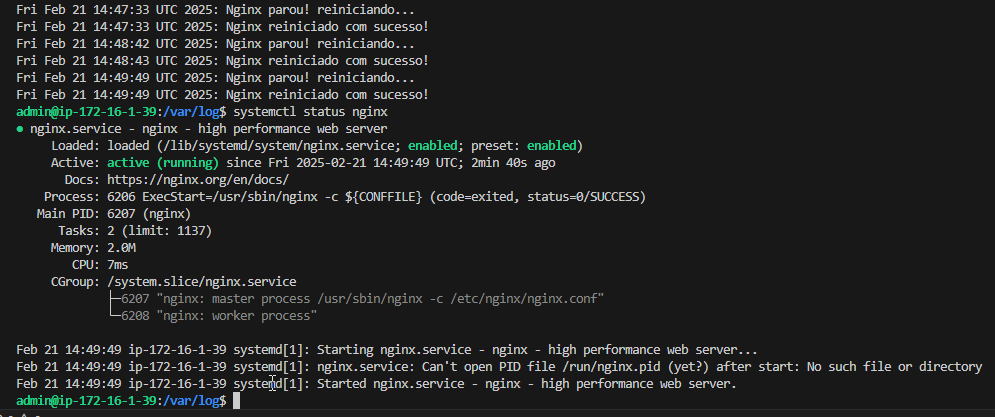 Fri Feb 21 14:47:33 UTC 2025: Nginx parou! reiniciando...
Fri Feb 21 14:47:33 UTC 2025: Nginx reiniciado com sucesso!
Fri Feb 21 14:48:42 UTC 2025: Nginx parou! reiniciando...
Fri Feb 21 14:48:43 UTC 2025: Nginx reiniciado com sucesso!
Fri Feb 21 14:49:49 UTC 2025: Nginx parou! reiniciando...
Fri Feb 21 14:49:49 UTC 2025: Nginx reiniciado com sucesso!
admin@ip-172-16-1-39:/var/log$ systemctl status nginx
● nginx.service - nginx - high performance web server
Loaded: loaded (/lib/systemd/system/nginx.service; enabled; preset: enabled)
Active: active (running) since Fri 2025-02-21 14:49:49 UTC; 2min 40s ago
Docs: https://nginx.org/en/docs/
Process: 6206 ExecStart=/usr/sbin/nginx -c ${CONFFILE} (code=exited, status=0/SUCCESS)
Main PID: 6207 (nginx)
Tasks: 2 (limit: 1137)
Memory: 2.0M
CPU: 7ms
CGroup: /system.slice/nginx.service
├─6207 "nginx: master process /usr/sbin/nginx -c /etc/nginx/nginx.conf"
└─6208 "nginx: worker process"
Feb 21 14:49:49 ip-172-16-1-39 systemd[1]: Starting nginx.service - nginx - high performance web server...
Feb 21 14:49:49 ip-172-16-1-39 systemd[1]: nginx.service: Can't open PID file /run/nginx.pid (yet?) after start: No such file or directory
Feb 21 14:49:49 ip-172-16-1-39 systemd[1]: Started nginx.service - nginx - high performance web server.
admin@ip-172-16-1-39:/var/log$